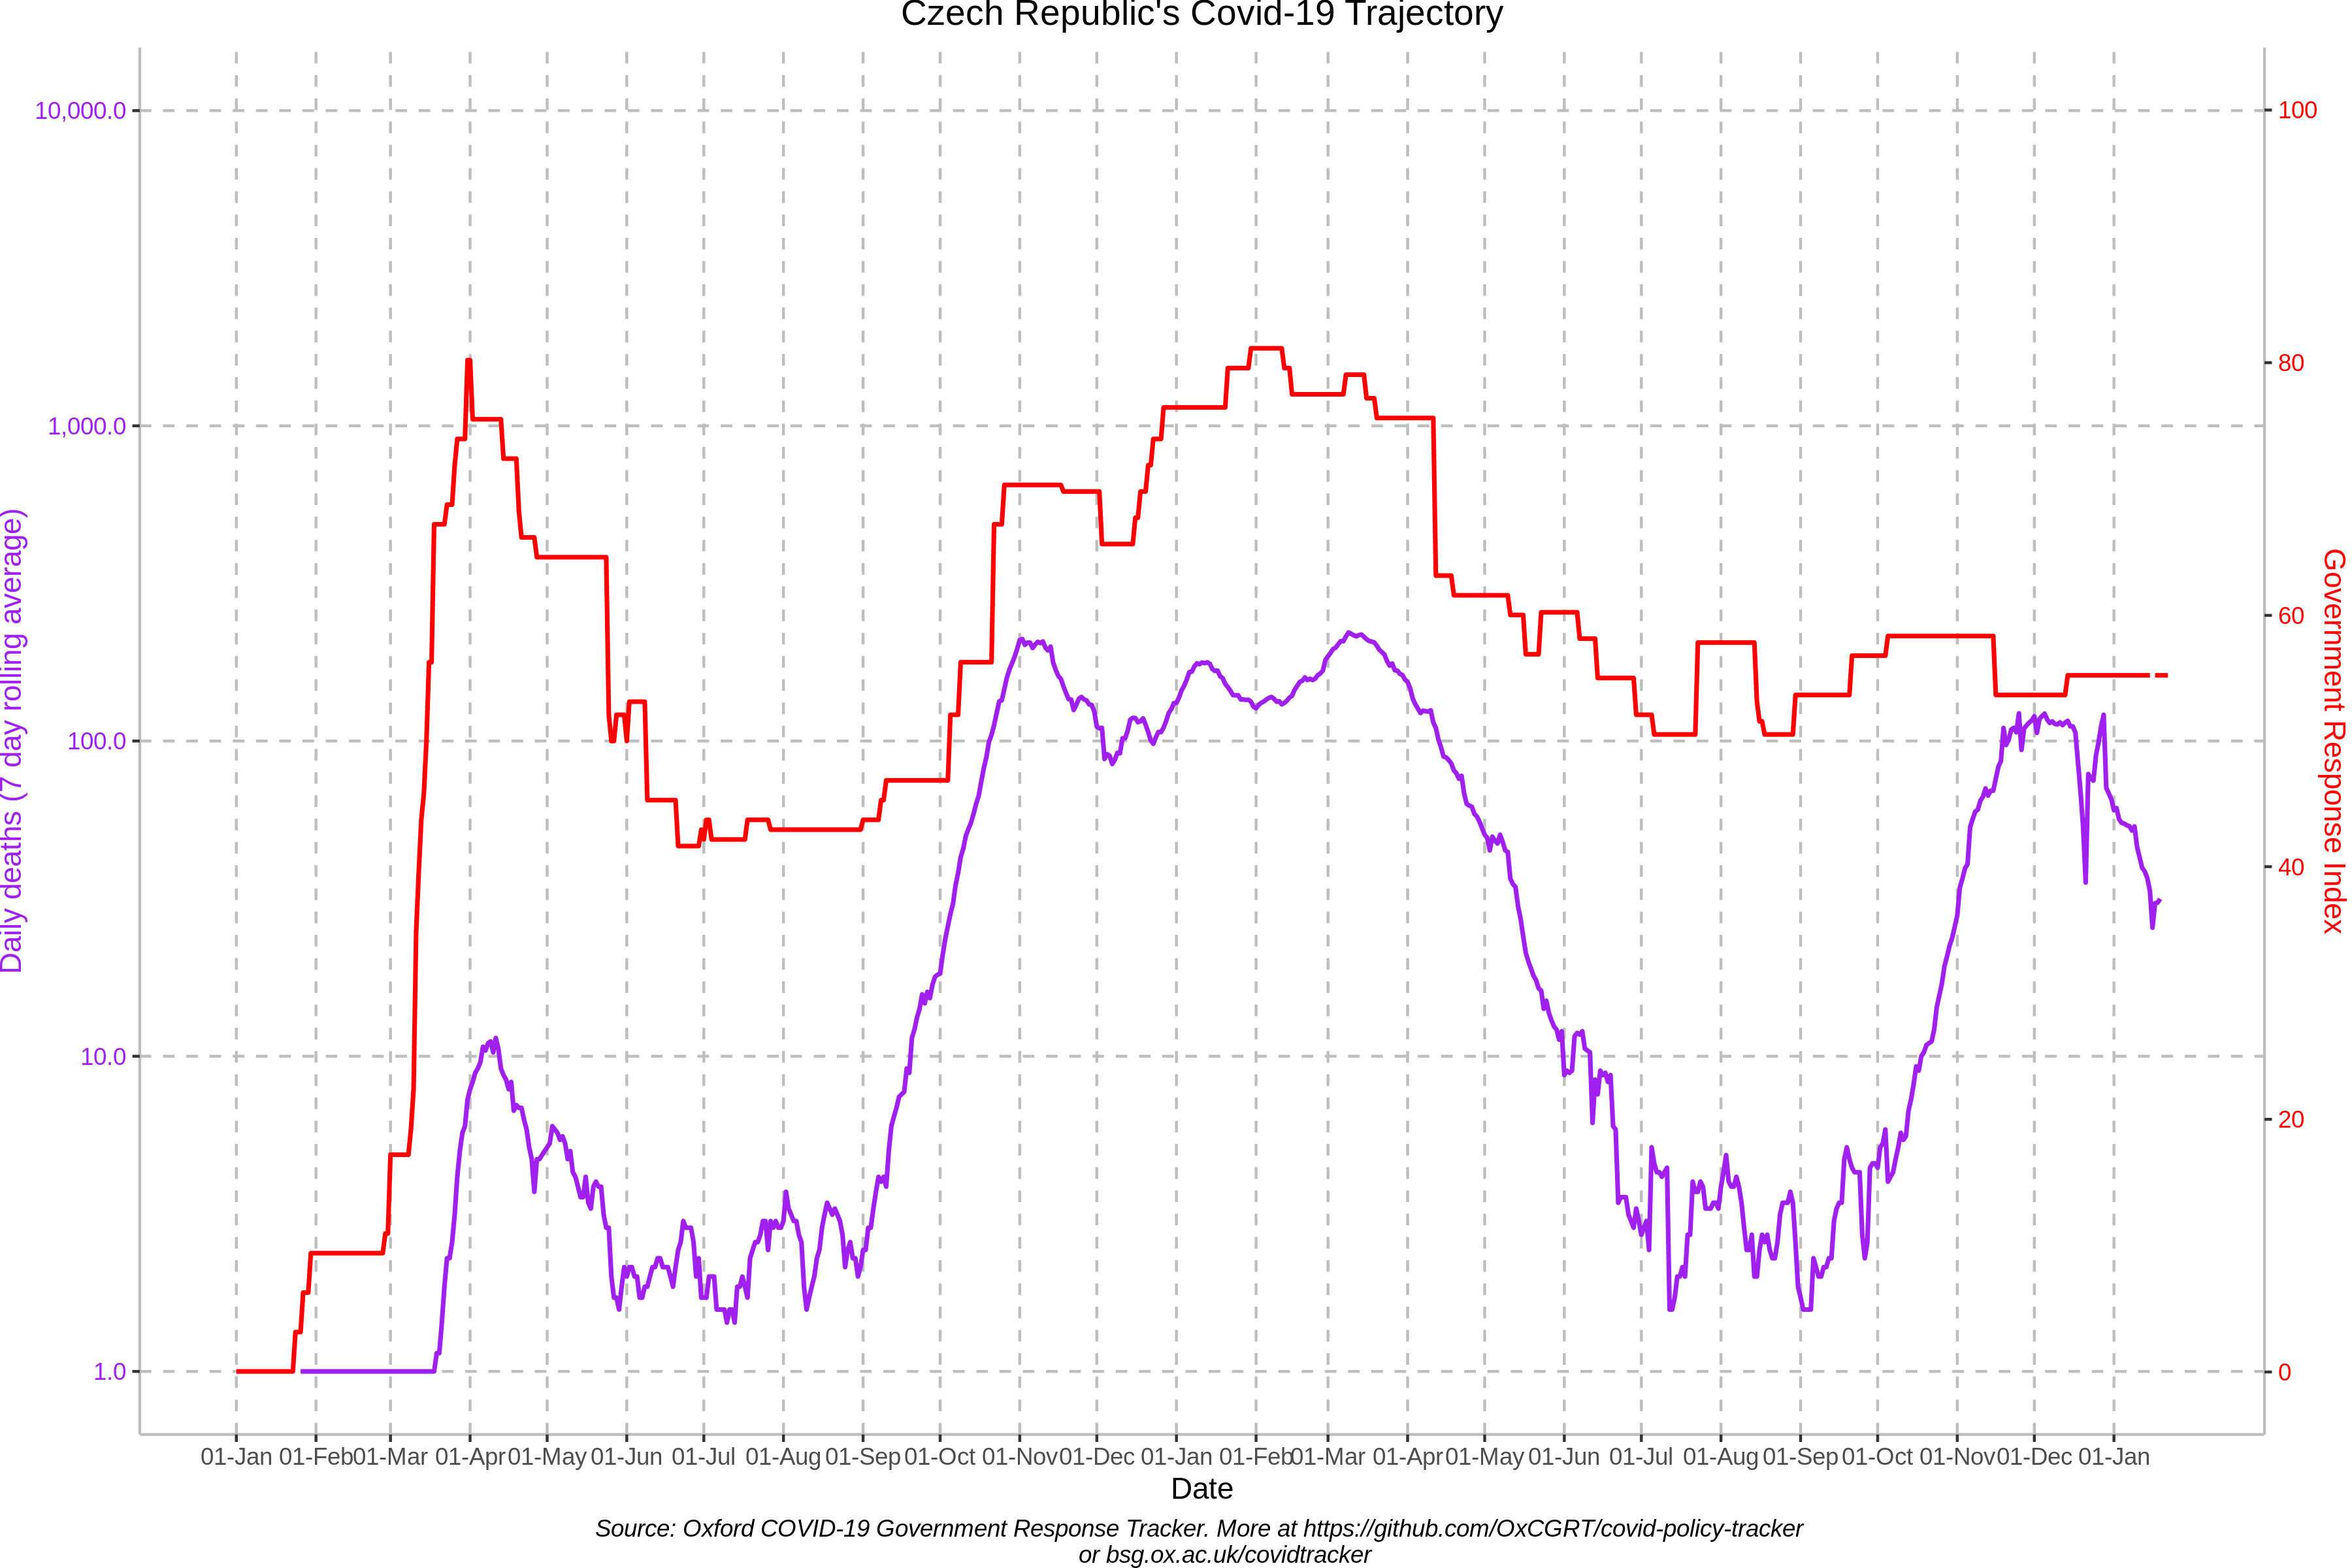 Czech Republic's Covid-19 Trajectory
10,000.0
1,000.0
100.0
10.0
1.0
Daily deaths (7 day rolling average)
100
80
60
40
20
0
Government Response Index
01-Jan 01-Feb 01-Mar 01-Apr 01-May 01-Jun 01-Jul 01-Aug 01-Sep 01-Oct 01-Nov 01-Dec 01-Jan 01-Feb 01-Mar 01-Apr 01-May 01-Jun 01-Jul 01-Aug 01-Sep 01-Oct 01-Nov 01-Dec 01-Jan
Date
Source: Oxford COVID-19 Government Response Tracker. More at https://github.com/OxCGRT/covid-policy-tracker
or bsg.ox.ac.uk/covidtracker